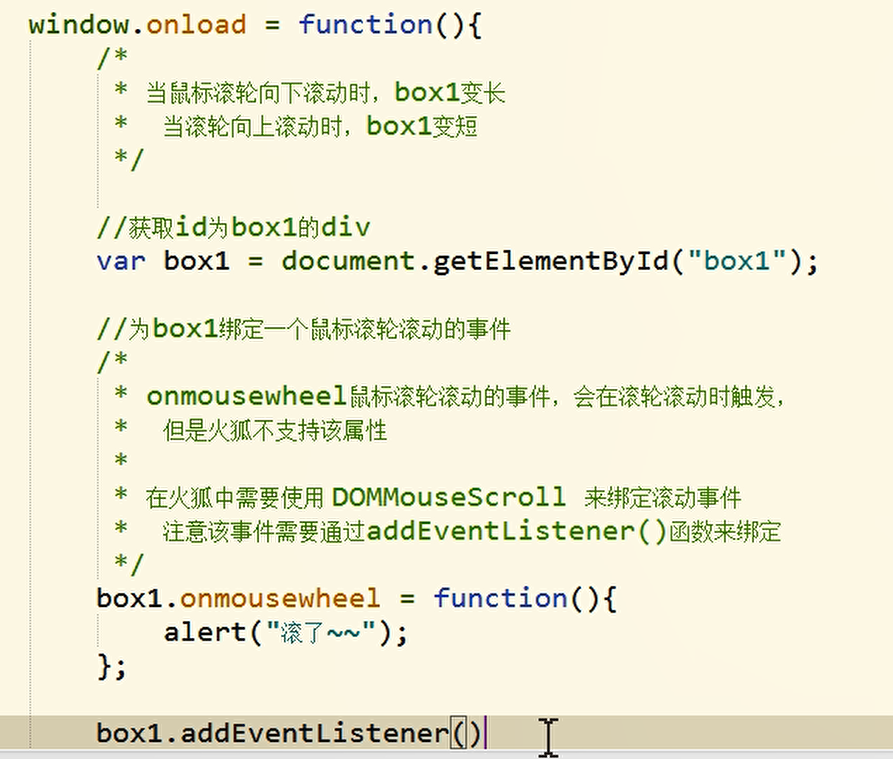 window.onload = function(){
/*
* 当鼠标滚轮向下滚动时，box1变长
* 当滚轮向上滚动时，box1变短
*/
//获取id为box1的div
var box1 = document.getElementById("box1");
//为box1绑定一个鼠标滚轮滚动的事件
/*
* onmousewheel鼠标滚轮滚动的事件，会在滚轮滚动时触发，
* 但是火狐不支持该属性
*
* 在火狐中需要使用 DOMMouseScroll 来绑定滚动事件
* 注意该事件需要通过addEventListener()函数来绑定
*/
box1.onmousewheel = function(){
alert("滚了~~");
};
box1.addEventListener()